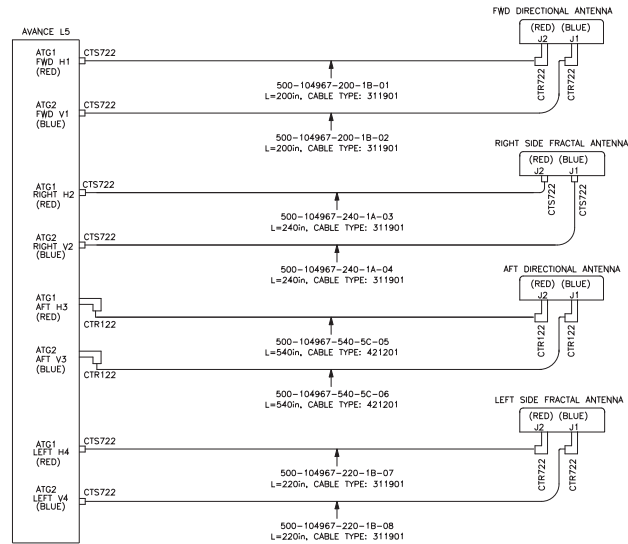 FWD DIRECTIONAL ANTENNA
(RED) (BLUE)
J2 J1
CTR722
CTR722
AVANCE L5
ATG1
FWD H1
(RED)
CTS722
500-104967-200-1B-01
L=200in, CABLE TYPE: 311901
ATG2
FWD V1
(BLUE)
CTS722
500-104967-200-1B-02
L=200in, CABLE TYPE: 311901
RIGHT SIDE FRACTAL ANTENNA
(RED) (BLUE)
J2 J1
CTS722
CTS722
ATG1
RIGHT H2
(RED)
CTS722
500-104967-240-1A-03
L=240in, CABLE TYPE: 311901
ATG2
RIGHT V2
(BLUE)
CTS722
500-104967-240-1A-04
L=240in, CABLE TYPE: 311901
AFT DIRECTIONAL ANTENNA
(RED) (BLUE)
J2 J1
CTR122
CTR122
ATG1
AFT H3
(RED)
CTR122
500-104967-540-5C-05
L=540in, CABLE TYPE: 421201
ATG2
AFT V3
(BLUE)
CTR122
500-104967-540-5C-06
L=540in, CABLE TYPE: 421201
LEFT SIDE FRACTAL ANTENNA
(RED) (BLUE)
J2 J1
CTR722
CTR722
ATG1
LEFT H4
(RED)
CTS722
500-104967-220-1B-07
L=220in, CABLE TYPE: 311901
ATG2
LEFT V4
(BLUE)
CTS722
500-104967-220-1B-08
L=220in, CABLE TYPE: 311901